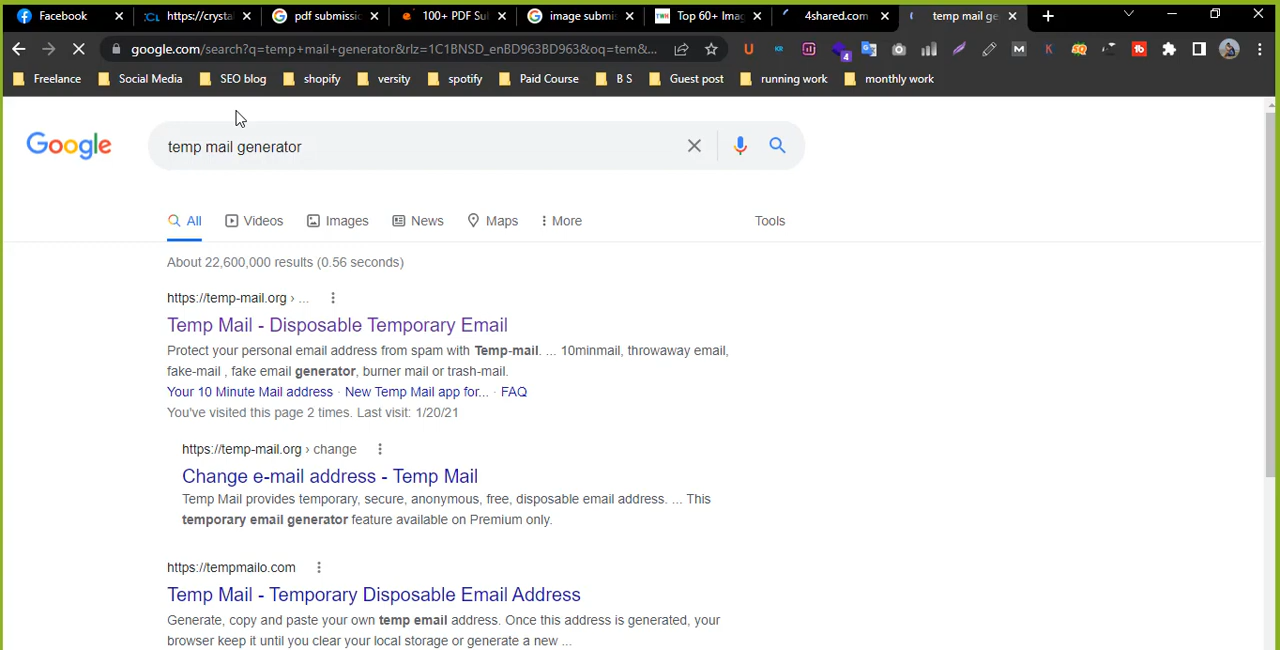 Facebook https://crystal pdf submissio 100+ PDF Su image submis Top 60+ Imag 4shared.com temp mail ge
google.com/search?q=temp+mail+generator&rlz=1C1BNSD_enBD963BD963&oq=tem&...
Freelance Social Media SEO blog shopify versity spotify Paid Course B S Guest post running work monthly work
Google temp mail generator
All Videos Images News Maps More Tools
About 22,600,000 results (0.56 seconds)
https://temp-mail.org › ...
Temp Mail - Disposable Temporary Email
Protect your personal email address from spam with Temp-mail. ... 10minmail, throwaway email,
fake-mail , fake email generator, burner mail or trash-mail.
Your 10 Minute Mail address · New Temp Mail app for... · FAQ
You've visited this page 2 times. Last visit: 1/20/21
https://temp-mail.org › change
Change e-mail address - Temp Mail
Temp Mail provides temporary, secure, anonymous, free, disposable email address. ... This
temporary email generator feature available on Premium only.
https://tempmailo.com
Temp Mail - Temporary Disposable Email Address
Generate, copy and paste your own temp email address. Once this address is generated, your
browser keep it until you clear your local storage or generate a new ...